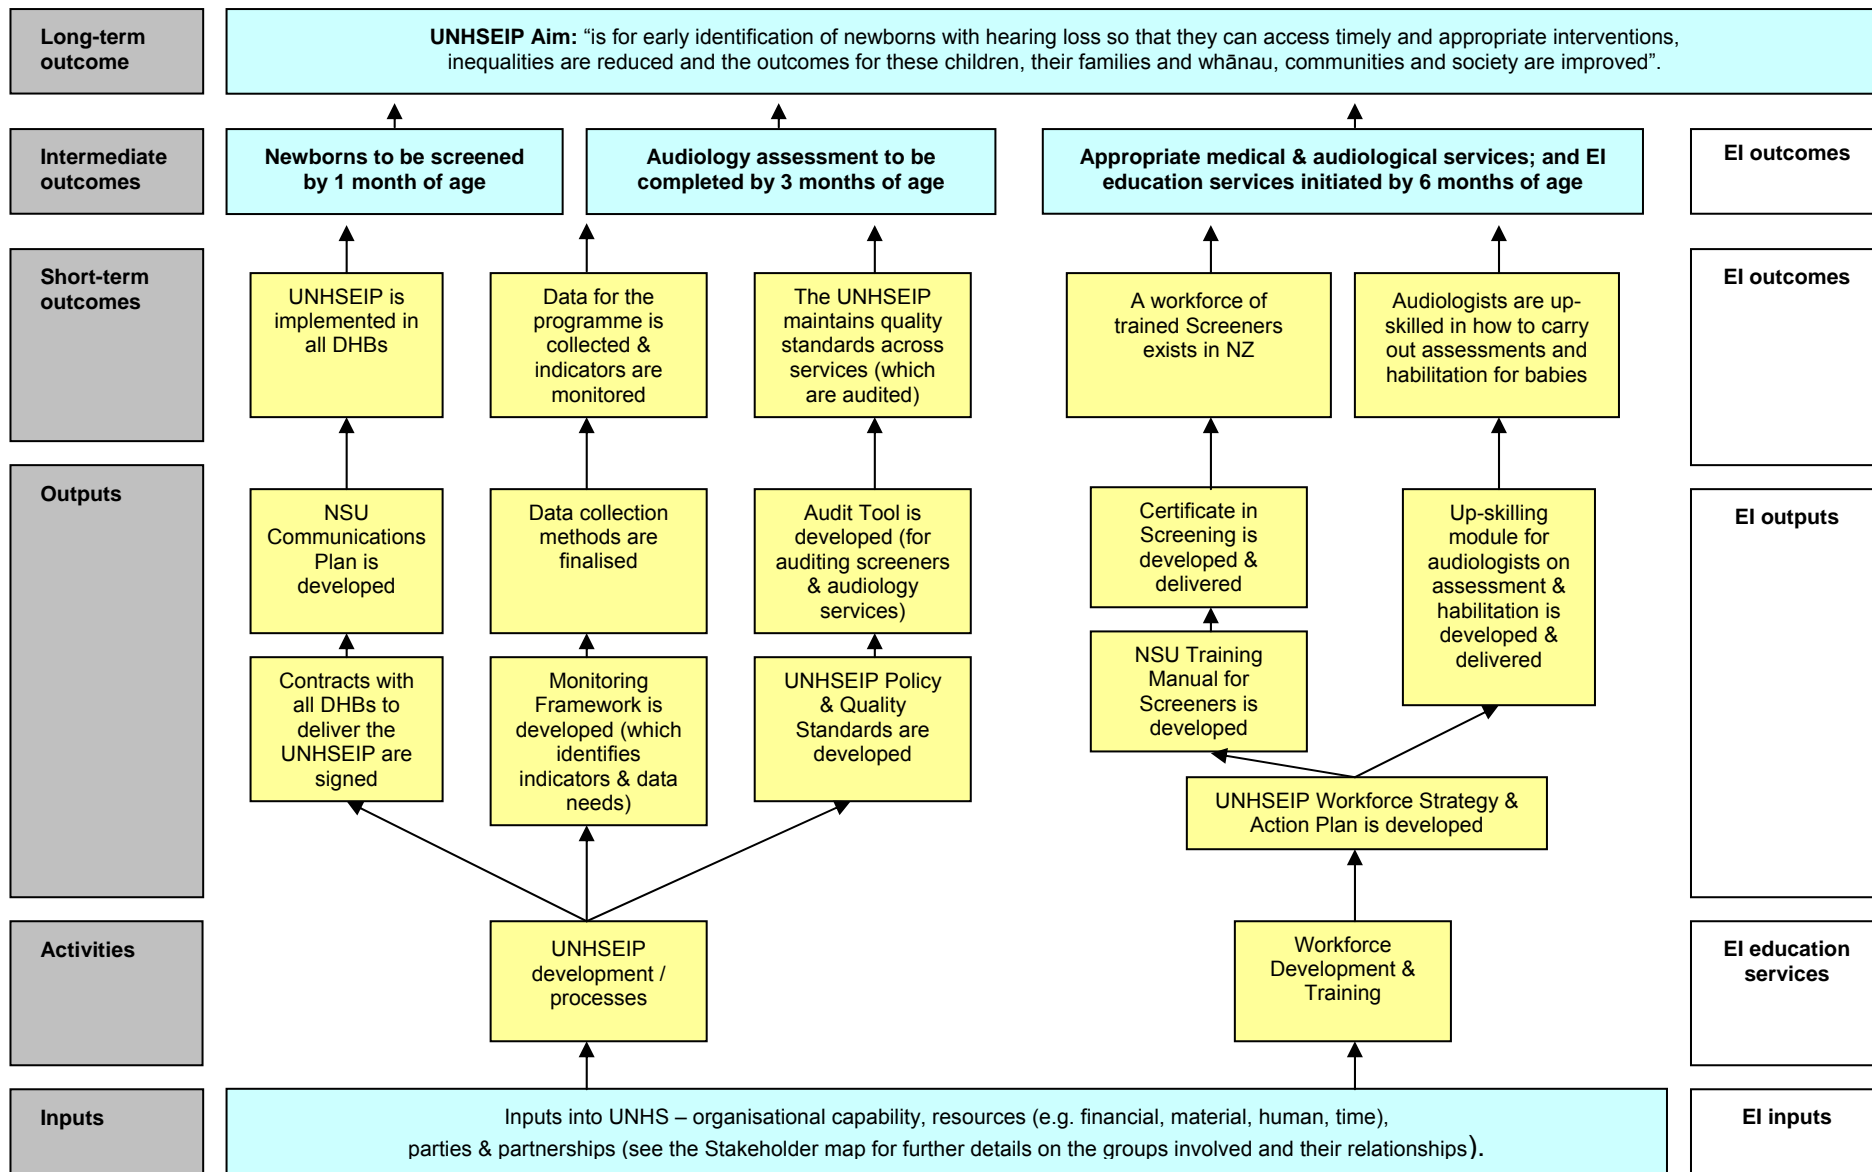 Long-term
outcome
UNHSEIP Aim: “is for early identification of newborns with hearing loss so that they can access timely and appropriate interventions,
inequalities are reduced and the outcomes for these children, their families and whānau, communities and society are improved”.
Intermediate
outcomes
Newborns to be screened
by 1 month of age
Audiology assessment to be
completed by 3 months of age
Appropriate medical & audiological services; and EI
education services initiated by 6 months of age
EI outcomes
Short-term
outcomes
UNHSEIP is
implemented in
all DHBs
Data for the
programme is
collected &
indicators are
monitored
The UNHSEIP
maintains quality
standards across
services (which
are audited)
A workforce of
trained Screeners
exists in NZ
Audiologists are up-
skilled in how to carry
out assessments and
habilitation for babies
EI outcomes
Outputs
NSU
Communications
Plan is
developed
Data collection
methods are
finalised
Audit Tool is
developed (for
auditing screeners
& audiology
services)
Certificate in
Screening is
developed &
delivered
Up-skilling
module for
audiologists on
assessment &
habilitation is
developed &
delivered
EI outputs
Contracts with
all DHBs to
deliver the
UNHSEIP are
signed
Monitoring
Framework is
developed (which
identifies
indicators & data
needs)
UNHSEIP Policy
& Quality
Standards are
developed
NSU Training
Manual for
Screeners is
developed
UNHSEIP Workforce Strategy &
Action Plan is developed
Activities
UNHSEIP
development /
processes
Workforce
Development &
Training
EI education
services
Inputs
Inputs into UNHS – organisational capability, resources (e.g. financial, material, human, time),
parties & partnerships (see the Stakeholder map for further details on the groups involved and their relationships).
EI inputs